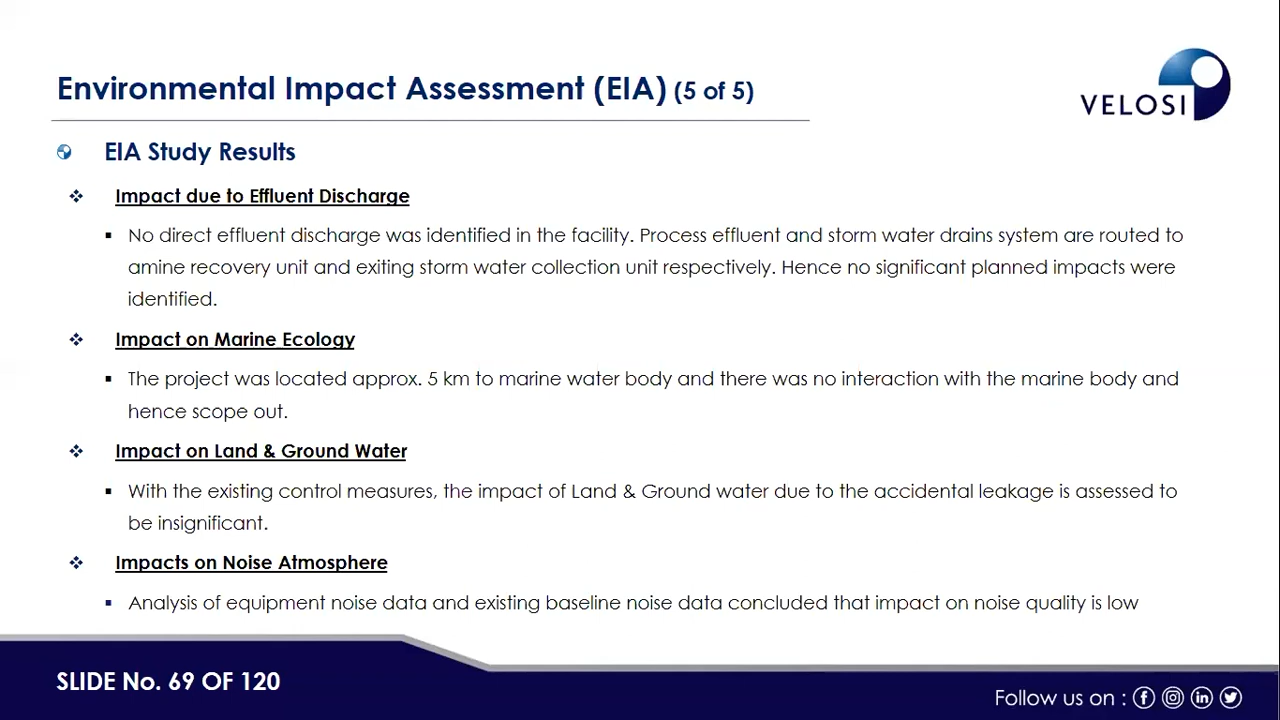 Environmental Impact Assessment (EIA) (5 of 5)
VELOSI
EIA Study Results
Impact due to Effluent Discharge
No direct effluent discharge was identified in the facility. Process effluent and storm water drains system are routed to
amine recovery unit and exiting storm water collection unit respectively. Hence no significant planned impacts were
identified.
Impact on Marine Ecology
The project was located approx. 5 km to marine water body and there was no interaction with the marine body and
hence scope out.
Impact on Land & Ground Water
With the existing control measures, the impact of Land & Ground water due to the accidental leakage is assessed to
be insignificant.
Impacts on Noise Atmosphere
Analysis of equipment noise data and existing baseline noise data concluded that impact on noise quality is low
SLIDE No. 69 OF 120
Follow us on :